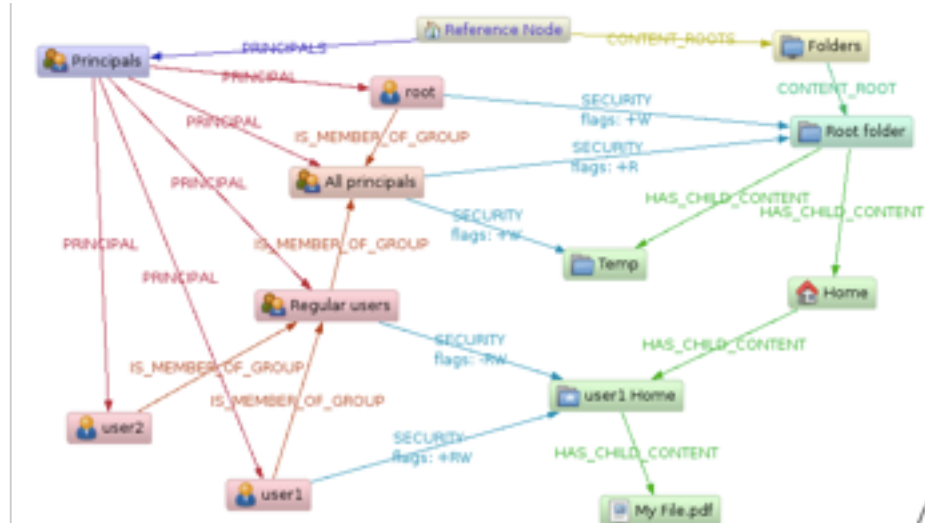 Reference Node
PRINCIPALS
CONTENT_ROOTS
Folders
Principals
PRINCIPAL
root
CONTENT_ROOT
SECURITY
flags: +W
PRINCIPAL
IS_MEMBER_OF_GROUP
Root folder
SECURITY
flags: +R
All principals
PRINCIPAL
HAS_CHILD_CONTENT
HAS_CHILD_CONTENT
SECURITY
flags: +W
PRINCIPAL
IS_MEMBER_OF_GROUP
Temp
PRINCIPAL
Home
Regular users
SECURITY
flags: -RW
HAS_CHILD_CONTENT
IS_MEMBER_OF_GROUP
IS_MEMBER_OF_GROUP
user1 Home
user2
SECURITY
flags: +RW
HAS_CHILD_CONTENT
user1
My File.pdf